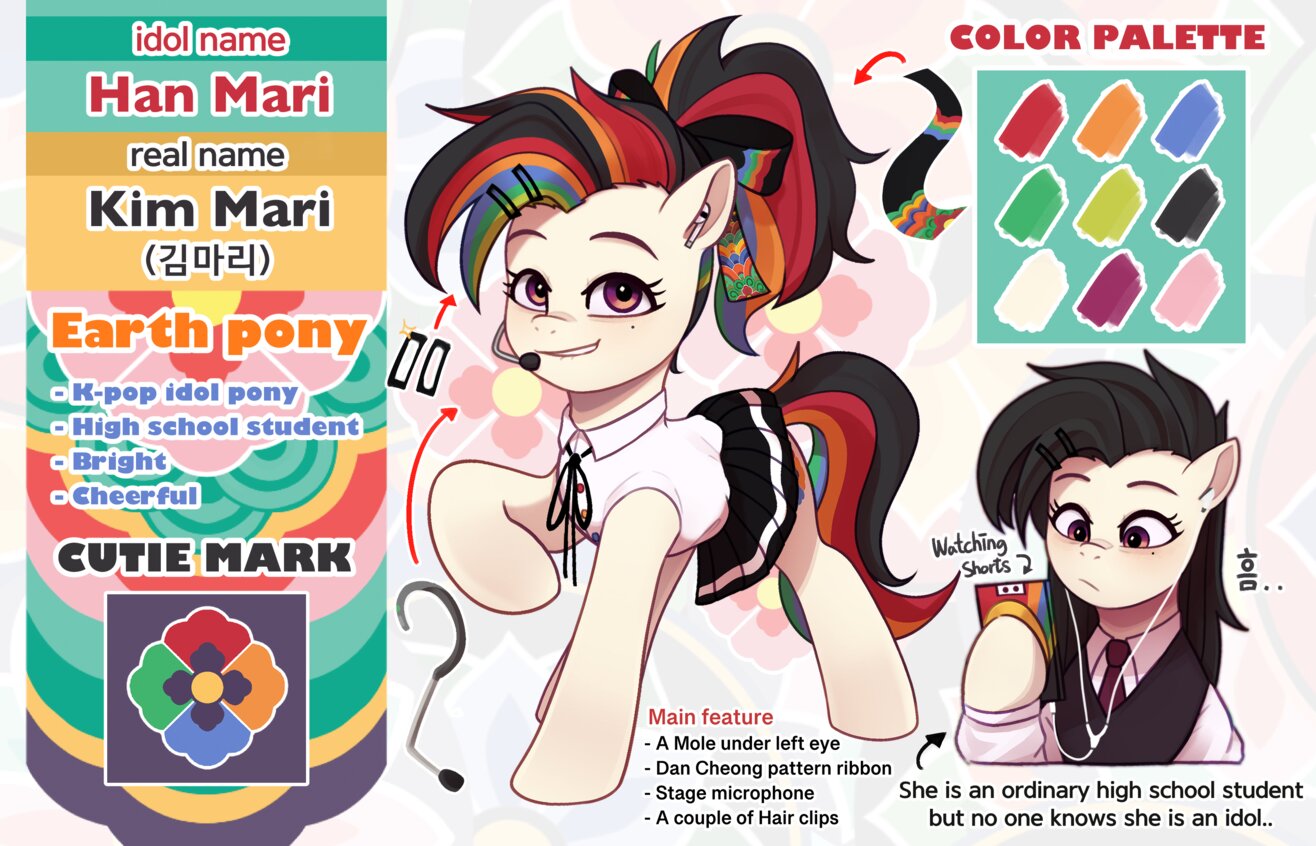 idol name
Han Mari
real name
Kim Mari
(김마리)
Earth pony
- K-pop idol pony
- High school student
- Bright
- Cheerful
CUTIE MARK
COLOR PALETTE
Main feature
- A Mole under left eye
- Dan Cheong pattern ribbon
- Stage microphone
- A couple of Hair clips
Watching
Shorts
흠..
She is an ordinary high school student
but no one knows she is an idol..